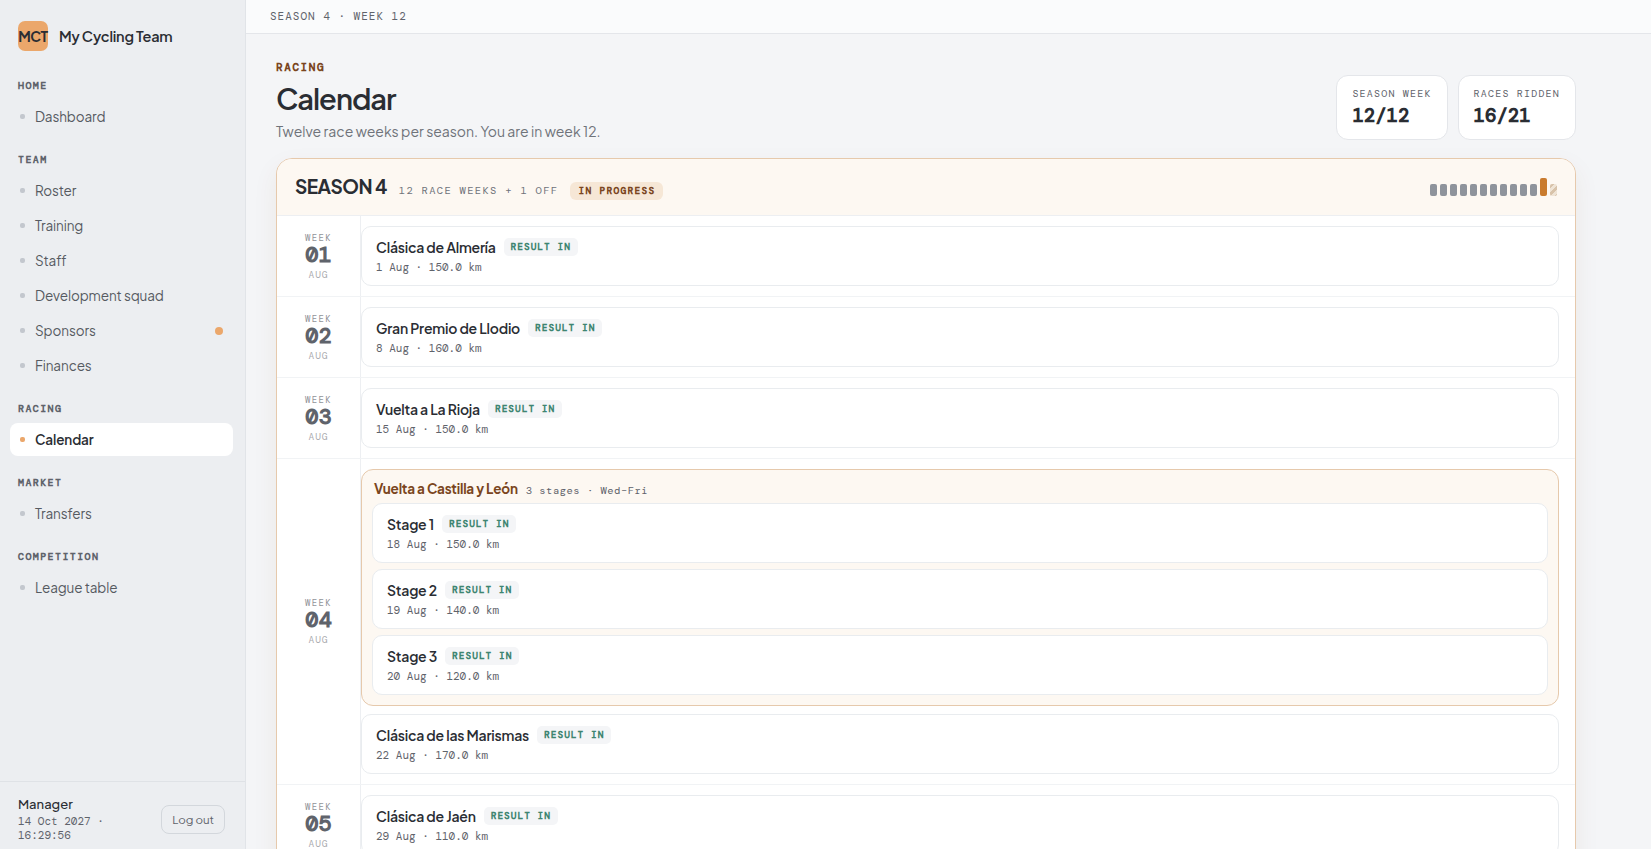 MCT My Cycling Team
HOME
Dashboard
TEAM
Roster
Training
Staff
Development squad
Sponsors
Finances
RACING
Calendar
MARKET
Transfers
COMPETITION
League table
Manager
14 Oct 2027 ·
16:29:56
Log out
SEASON 4 · WEEK 12
RACING
Calendar
Twelve race weeks per season. You are in week 12.
SEASON WEEK
12/12
RACES RIDDEN
16/21
SEASON 4 12 RACE WEEKS + 1 OFF IN PROGRESS
WEEK
01
AUG
Clásica de Almería RESULT IN
1 Aug · 150.0 km
WEEK
02
AUG
Gran Premio de Llodio RESULT IN
8 Aug · 160.0 km
WEEK
03
AUG
Vuelta a La Rioja RESULT IN
15 Aug · 150.0 km
WEEK
04
AUG
Vuelta a Castilla y León 3 stages · Wed–Fri
Stage 1 RESULT IN
18 Aug · 150.0 km
Stage 2 RESULT IN
19 Aug · 140.0 km
Stage 3 RESULT IN
20 Aug · 120.0 km
Clásica de las Marismas RESULT IN
22 Aug · 170.0 km
WEEK
05
AUG
Clásica de Jaén RESULT IN
29 Aug · 110.0 km